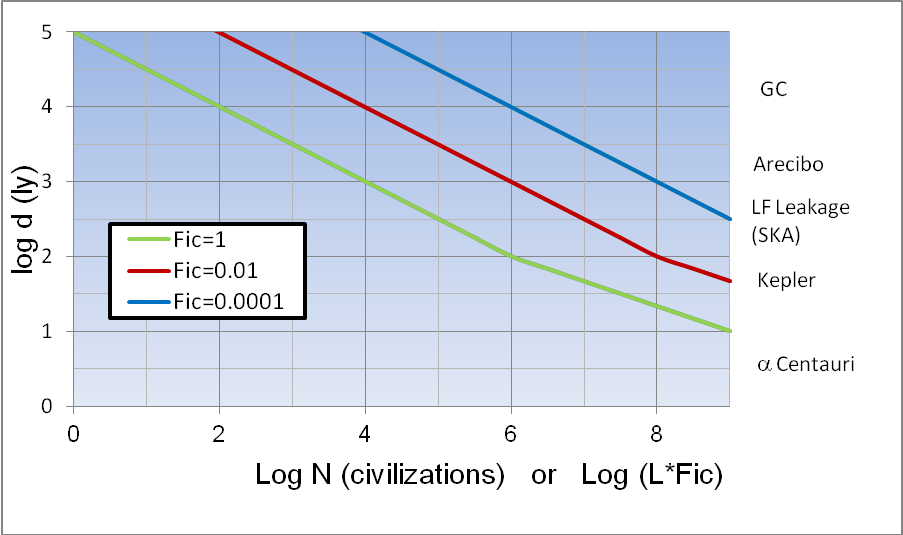 5
4
3
2
1
0
log d (ly)
Fic=1
Fic=0.01
Fic=0.0001
0
2
4
6
8
Log N (civilizations) or Log (L*Fic)
GC
Arecibo
LF Leakage
(SKA)
Kepler
α Centauri